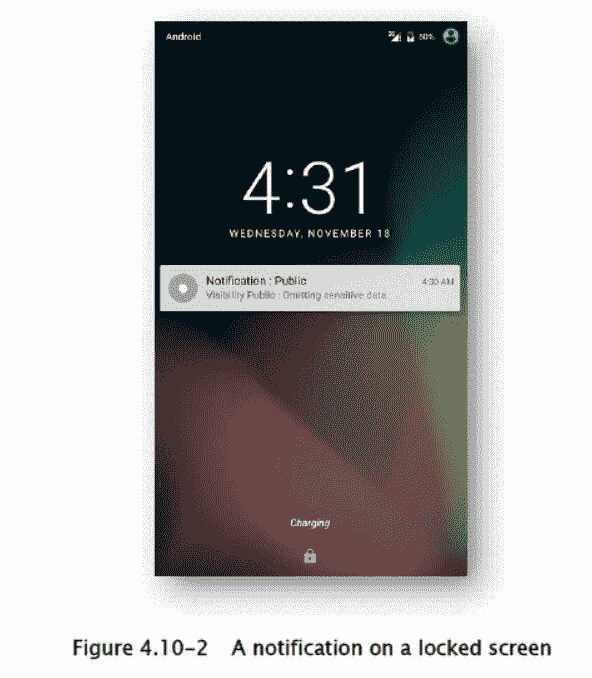 Android
50%
4:31
WEDNESDAY, NOVEMBER 18
Notification : Public
4:30 AM
Visibility Public : Omitting sensitive data.
Charging
Figure 4.10-2 A notification on a locked screen